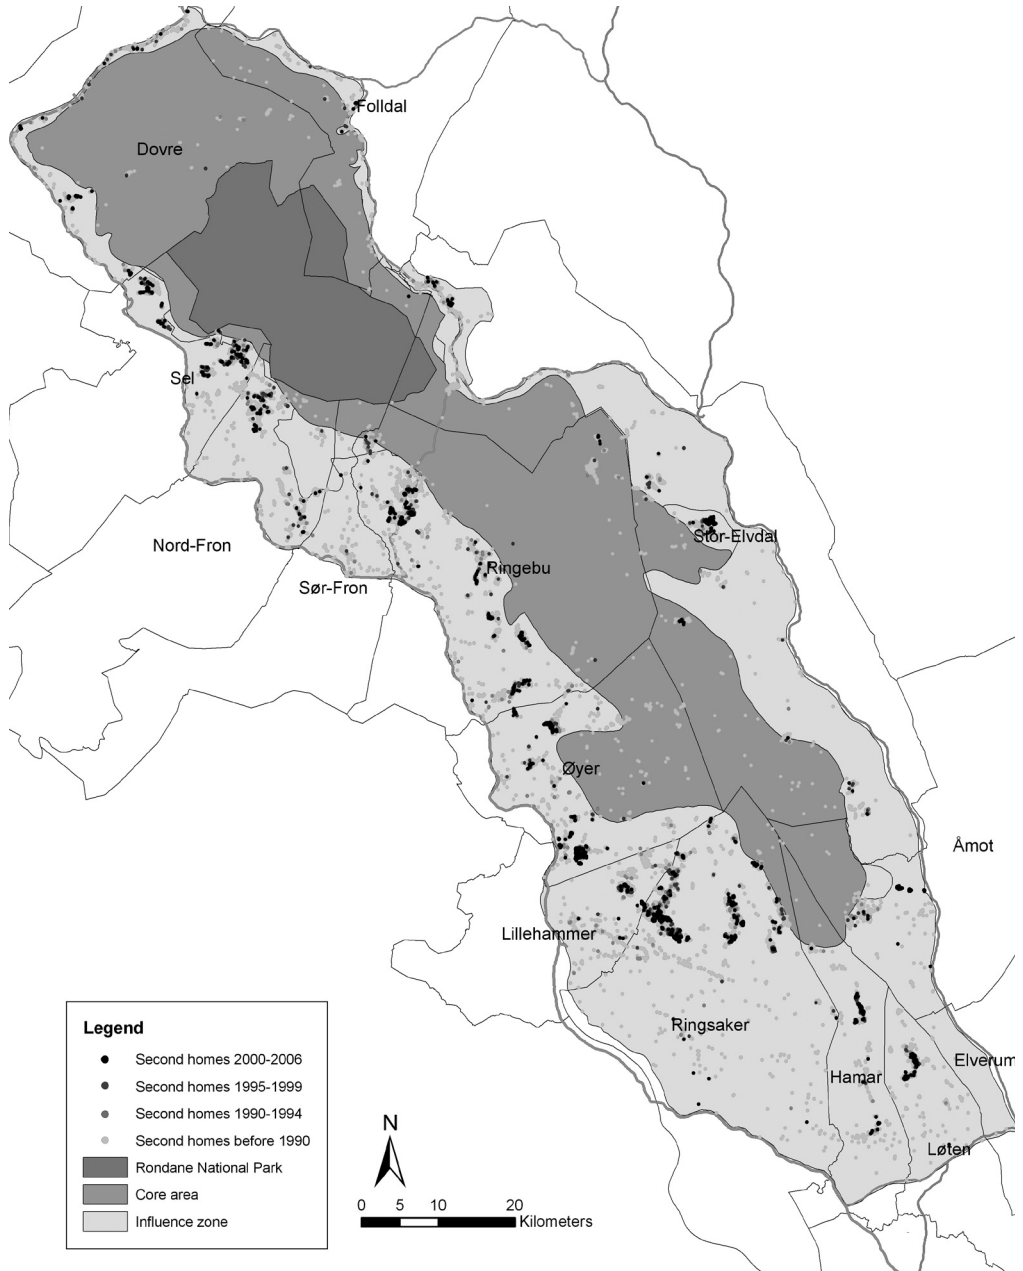 Folldal
Dovre
Sel
Nord-Fron
Stor-Elvdal
Ringebu
Sør-Fron
Øyer
Åmot
Lillehammer
Ringsaker
Elverum
Hamar
Løten
Legend
Second homes 2000-2006
Second homes 1995-1999
Second homes 1990-1994
Second homes before 1990
Rondane National Park
Core area
Influence zone
N
0 5 10 20
Kilometers